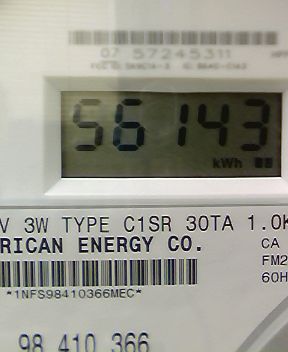 07 57245311
56143
kWh
V 3W TYPE C1SR 30TA 1.0K
RICAN ENERGY CO.
CA
FM2
60H
*1NFS98410366MEC*
98 410 366